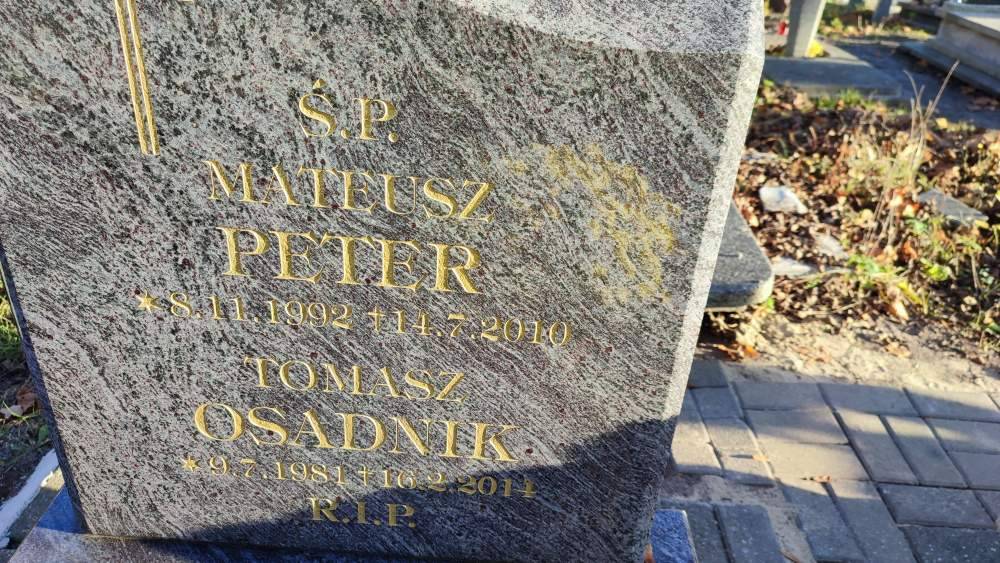 Ś.P.
MATEUSZ
PETER
* 8.11.1992 † 14.7.2010
TOMASZ
OSADNIK
* 9.7.1981 † 16.2.2014
R.I.P.